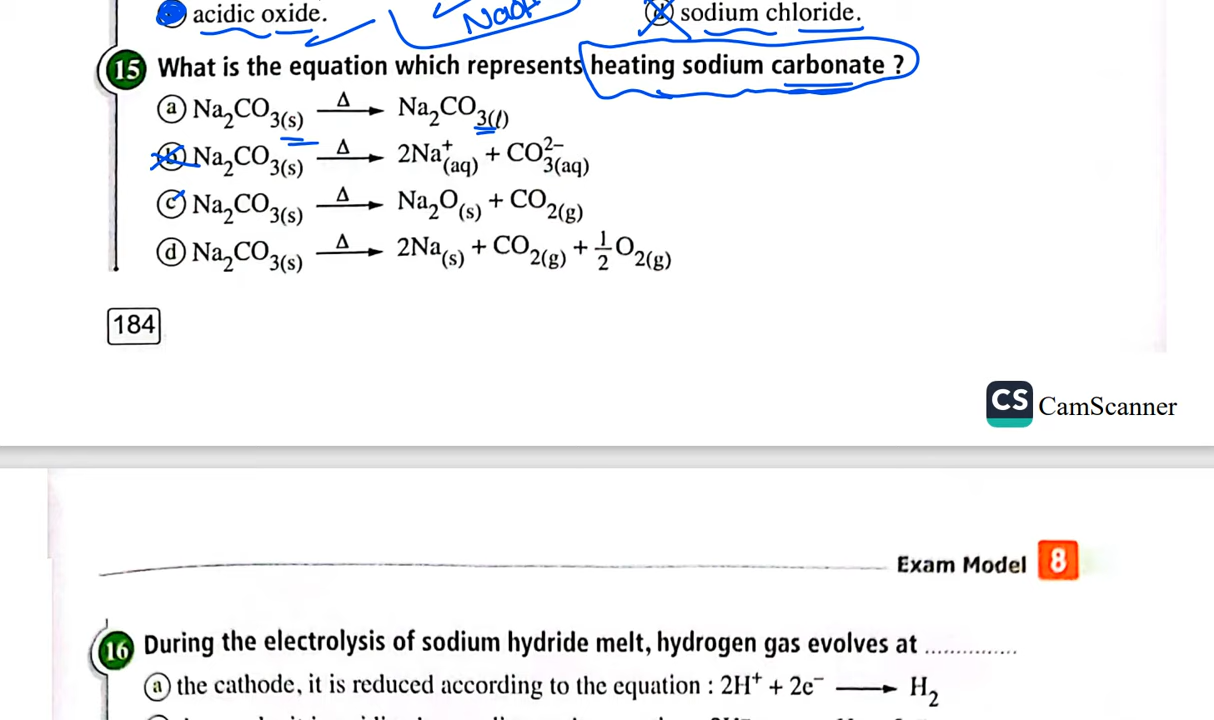 acidic oxide.
NaOH
d sodium chloride.
15 What is the equation which represents heating sodium carbonate ?
a Na₂CO₃(s) —Δ→ Na₂CO₃(l)
b Na₂CO₃(s) —Δ→ 2Na⁺(aq) + CO₃²⁻(aq)
c Na₂CO₃(s) —Δ→ Na₂O(s) + CO₂(g)
d Na₂CO₃(s) —Δ→ 2Na(s) + CO₂(g) + ½O₂(g)
184
CS CamScanner
Exam Model 8
16 During the electrolysis of sodium hydride melt, hydrogen gas evolves at ...............
a the cathode, it is reduced according to the equation : 2H⁺ + 2e⁻ ⟶ H₂